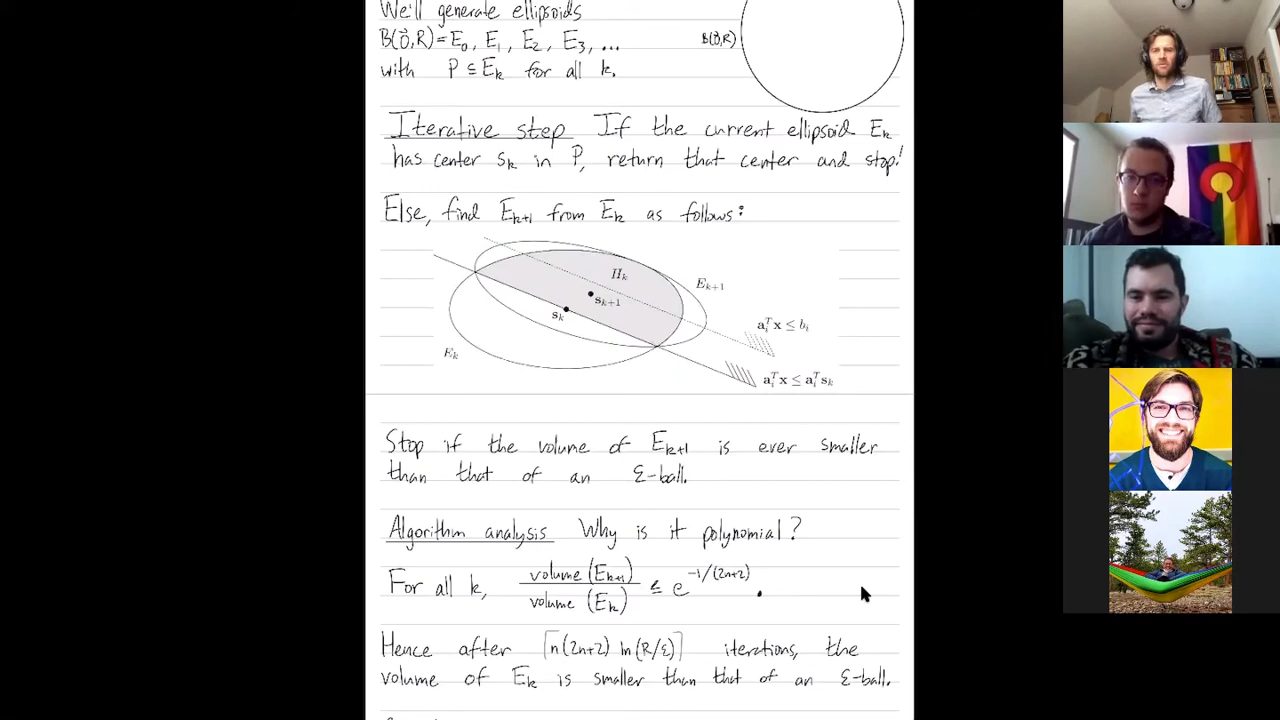 We'll generate ellipsoids
B(0⃗,R) = E₀, E₁, E₂, E₃, ...
with P ⊆ Eₖ for all k.
B(0⃗,R)
Iterative step If the current ellipsoid Eₖ
has center sₖ in P, return that center and stop!
Else, find Eₖ₊₁ from Eₖ as follows:
Hₖ
Eₖ₊₁
sₖ₊₁
sₖ
aᵢᵀx ≤ bᵢ
Eₖ
aᵢᵀx ≤ aᵢᵀsₖ
Stop if the volume of Eₖ₊₁ is ever smaller
than that of an ε-ball.
Algorithm analysis Why is it polynomial?
For all k, volume (Eₖ₊₁) / volume (Eₖ) ≤ e^(-1/(2n+2)).
Hence after ⌈n(2n+2) ln(R/ε)⌉ iterations, the
volume of Eₖ is smaller than that of an ε-ball.